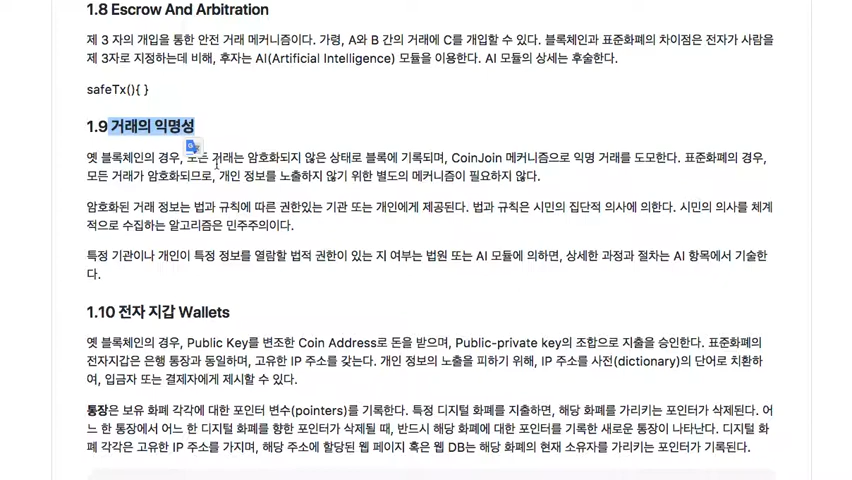 1.8 Escrow And Arbitration
제 3 자의 개입을 통한 안전 거래 메커니즘이다. 가령, A와 B 간의 거래에 C를 개입할 수 있다. 블록체인과 표준화폐의 차이점은 전자가 사람을
제 3자로 지정하는데 비해, 후자는 AI(Artificial Intelligence) 모듈을 이용한다. AI 모듈의 상세는 후술한다.
safeTx(){ }
1.9 거래의 익명성
옛 블록체인의 경우, 모든 거래는 암호화되지 않은 상태로 블록에 기록되며, CoinJoin 메커니즘으로 익명 거래를 도모한다. 표준화폐의 경우,
모든 거래가 암호화되므로, 개인 정보를 노출하지 않기 위한 별도의 메커니즘이 필요하지 않다.
암호화된 거래 정보는 법과 규칙에 따른 권한있는 기관 또는 개인에게 제공된다. 법과 규칙은 시민의 집단적 의사에 의한다. 시민의 의사를 체계
적으로 수집하는 알고리즘은 민주주의이다.
특정 기관이나 개인이 특정 정보를 열람할 법적 권한이 있는 지 여부는 법원 또는 AI 모듈에 의하면, 상세한 과정과 절차는 AI 항목에서 기술한
다.
1.10 전자 지갑 Wallets
옛 블록체인의 경우, Public Key를 변조한 Coin Address로 돈을 받으며, Public-private key의 조합으로 지출을 승인한다. 표준화폐의
전자지갑은 은행 통장과 동일하며, 고유한 IP 주소를 갖는다. 개인 정보의 노출을 피하기 위해, IP 주소를 사전(dictionary)의 단어로 치환하
여, 입금자 또는 결제자에게 제시할 수 있다.
통장은 보유 화폐 각각에 대한 포인터 변수(pointers)를 기록한다. 특정 디지털 화폐를 지출하면, 해당 화폐를 가리키는 포인터가 삭제된다. 어
느 한 통장에서 어느 한 디지털 화폐를 향한 포인터가 삭제될 때, 반드시 해당 화폐에 대한 포인터를 기록한 새로운 통장이 나타난다. 디지털 화
폐 각각은 고유한 IP 주소를 가지며, 해당 주소에 할당된 웹 페이지 혹은 웹 DB는 해당 화폐의 현재 소유자를 가리키는 포인터가 기록된다.